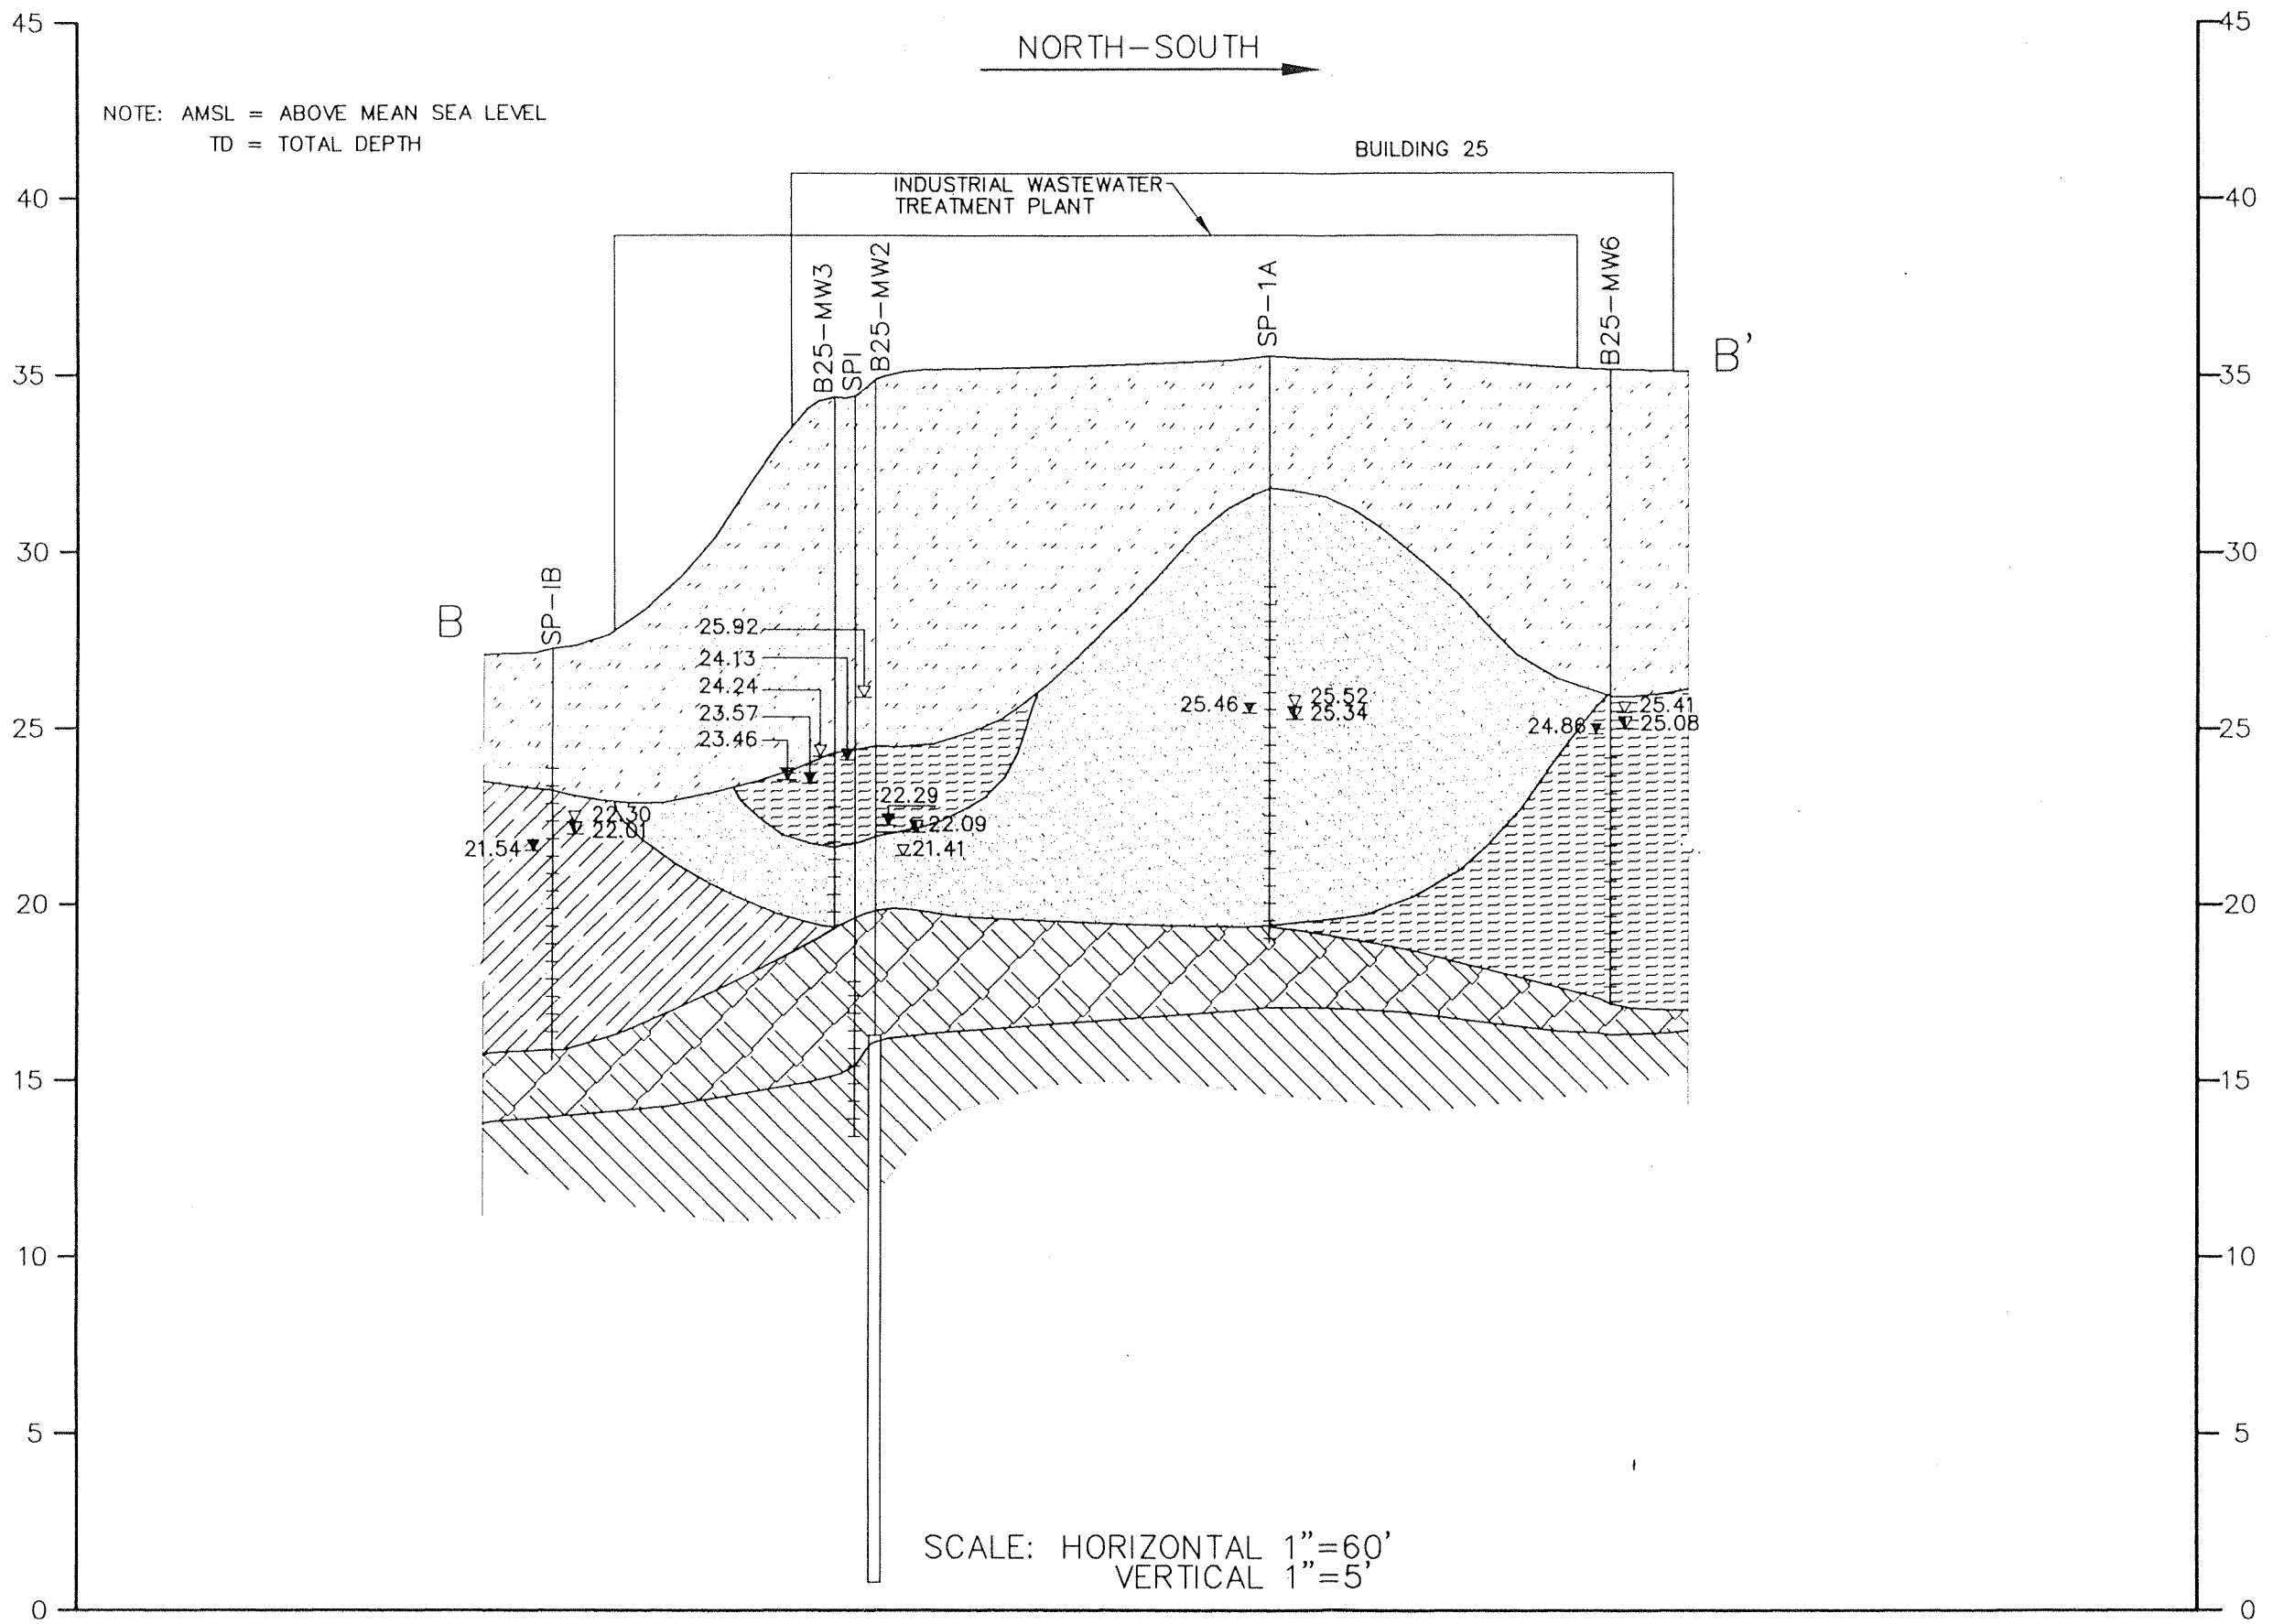 45
45
NORTH-SOUTH
NOTE: AMSL = ABOVE MEAN SEA LEVEL
TD = TOTAL DEPTH
BUILDING 25
INDUSTRIAL WASTEWATER
TREATMENT PLANT
40
40
B25-MW3
SP1
B25-MW2
SP-1A
B25-MW6
B'
35
35
30
30
SP-1B
B
25.92
24.13
24.24
23.57
23.46
25.46
25.52
25.34
24.86
25.41
25.08
25
25
22.29
22.30
22.01
22.09
21.54
21.41
20
20
15
15
10
10
5
5
SCALE: HORIZONTAL 1"=60'
VERTICAL 1"=5'
0
0